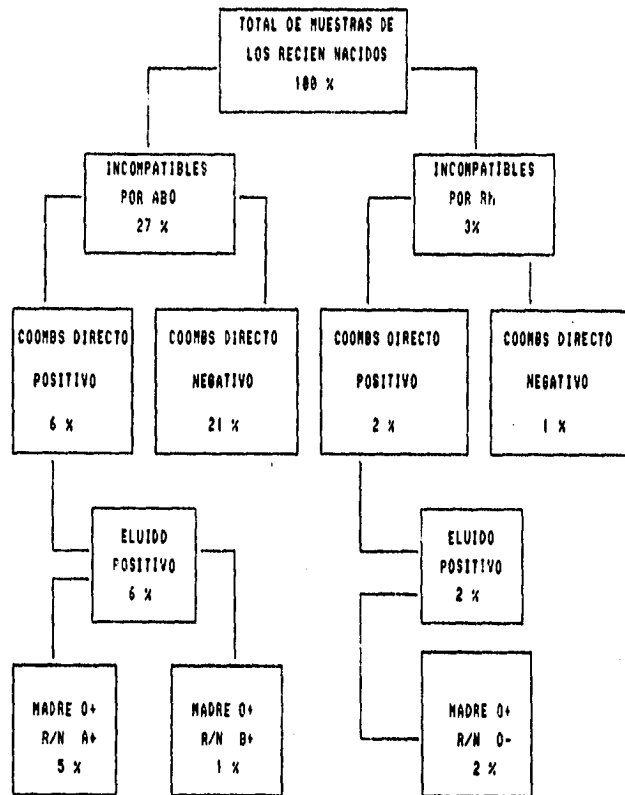 TOTAL DE MUESTRAS DE
LOS RECIEN NACIDOS
100 %
INCOMPATIBLES
POR ABO
27 %
INCOMPATIBLES
POR Rh
3%
COOMBS DIRECTO
POSITIVO
6 %
COOMBS DIRECTO
NEGATIVO
21 %
COOMBS DIRECTO
POSITIVO
2 %
COOMBS DIRECTO
NEGATIVO
1 %
ELUIDO
POSITIVO
6 %
ELUIDO
POSITIVO
2 %
MADRE O+
R/N A+
5 %
MADRE O+
R/N B+
1 %
MADRE O+
R/N O-
2 %